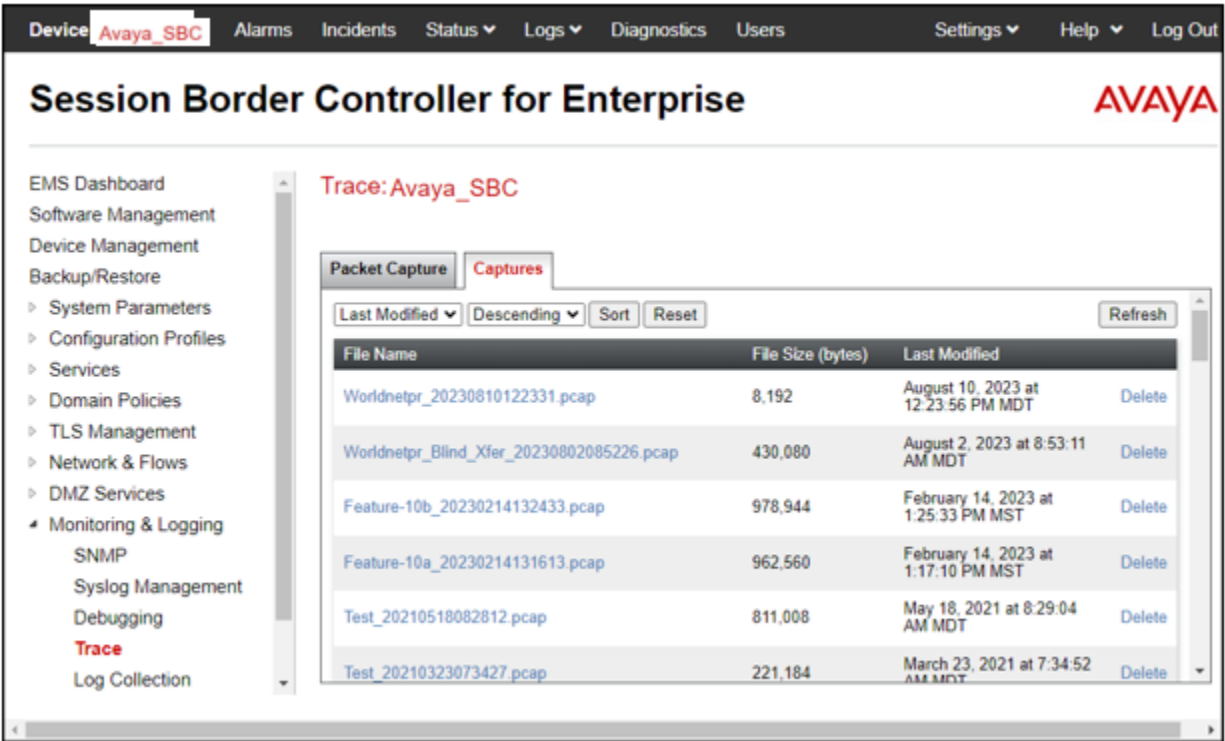 Device: Avaya_SBC Alarms Incidents Status Logs Diagnostics Users Settings Help Log Out
Session Border Controller for Enterprise
AVAYA
EMS Dashboard
Software Management
Device Management
Backup/Restore
System Parameters
Configuration Profiles
Services
Domain Policies
TLS Management
Network & Flows
DMZ Services
Monitoring & Logging
SNMP
Syslog Management
Debugging
Trace
Log Collection
Trace: Avaya_SBC
Packet Capture Captures
Last Modified Descending Sort Reset Refresh
File Name File Size (bytes) Last Modified
Worldnetpr_20230810122331.pcap 8,192 August 10, 2023 at
12:23:56 PM MDT Delete
Worldnetpr_Blind_Xfer_20230802085226.pcap 430,080 August 2, 2023 at 8:53:11
AM MDT Delete
Feature-10b_20230214132433.pcap 978,944 February 14, 2023 at
1:25:33 PM MST Delete
Feature-10a_20230214131613.pcap 962,560 February 14, 2023 at
1:17:10 PM MST Delete
Test_20210518082812.pcap 811,008 May 18, 2021 at 8:29:04
AM MDT Delete
Test_20210323073427.pcap 221,184 March 23, 2021 at 7:34:52
AM MDT Delete